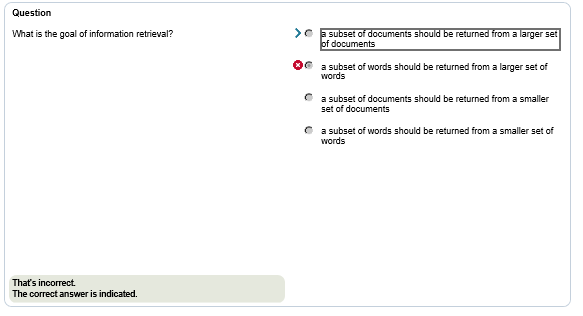 Question
What is the goal of information retrieval?
a subset of documents should be returned from a larger set
of documents
a subset of words should be returned from a larger set of
words
a subset of documents should be returned from a smaller
set of documents
a subset of words should be returned from a smaller set of
words
That's incorrect.
The correct answer is indicated.